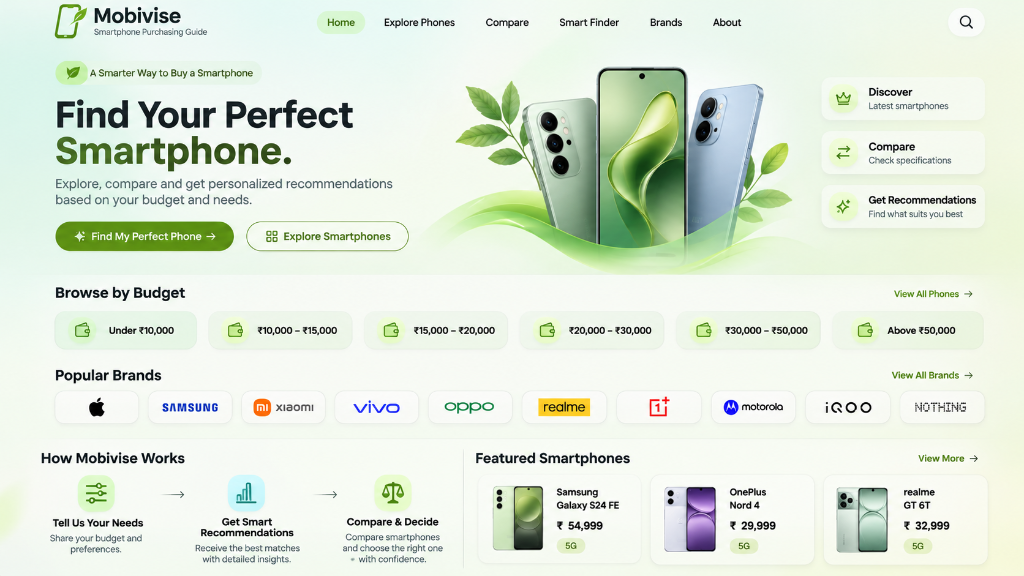 Mobivise
Smartphone Purchasing Guide
Home
Explore Phones
Compare
Smart Finder
Brands
About
A Smarter Way to Buy a Smartphone
Find Your Perfect
Smartphone.
Explore, compare and get personalized recommendations
based on your budget and needs.
Find My Perfect Phone →
Explore Smartphones
Discover
Latest smartphones
Compare
Check specifications
Get Recommendations
Find what suits you best
Browse by Budget
View All Phones →
Under ₹10,000
₹10,000 – ₹15,000
₹15,000 – ₹20,000
₹20,000 – ₹30,000
₹30,000 – ₹50,000
Above ₹50,000
Popular Brands
View All Brands →
SAMSUNG
mi xiaomi
vivo
oppo
realme
1+
motorola
iQOO
NOTHING
How Mobivise Works
Tell Us Your Needs
Share your budget and
preferences.
Get Smart
Recommendations
Receive the best matches
with detailed insights.
Compare & Decide
Compare smartphones
and choose the right one
with confidence.
Featured Smartphones
View More →
Samsung
Galaxy S24 FE
₹ 54,999
5G
OnePlus
Nord 4
₹ 29,999
5G
realme
GT 6T
₹ 32,999
5G